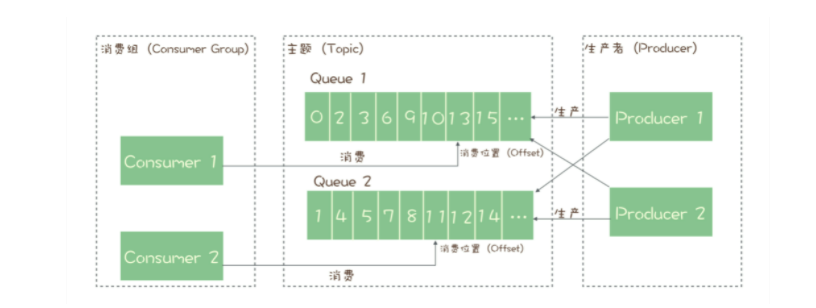 消费组 (Consumer Group)
主题 (Topic)
生产者 (Producer)
Queue 1
0 2 3 6 9 10 13 15 ...
生产
Producer 1
Consumer 1
消费
消费位置 (Offset)
Queue 2
1 4 5 7 8 11 12 14 ...
生产
Producer 2
Consumer 2
消费
消费位置 (Offset)